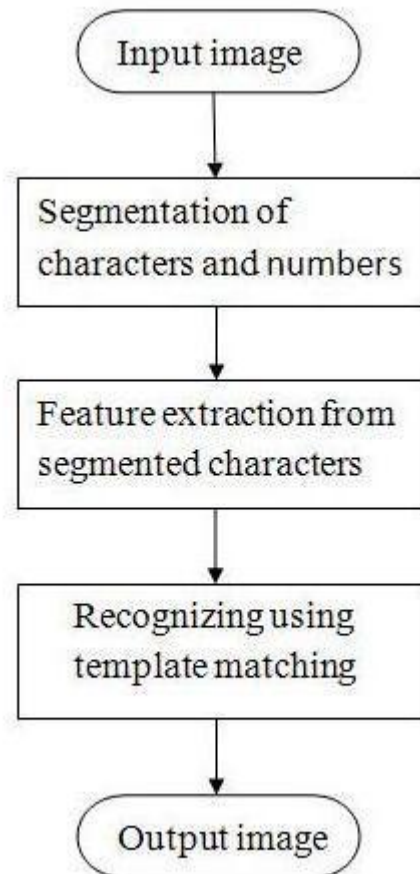 Input image
Segmentation of
characters and numbers
Feature extraction from
segmented characters
Recognizing using
template matching
Output image